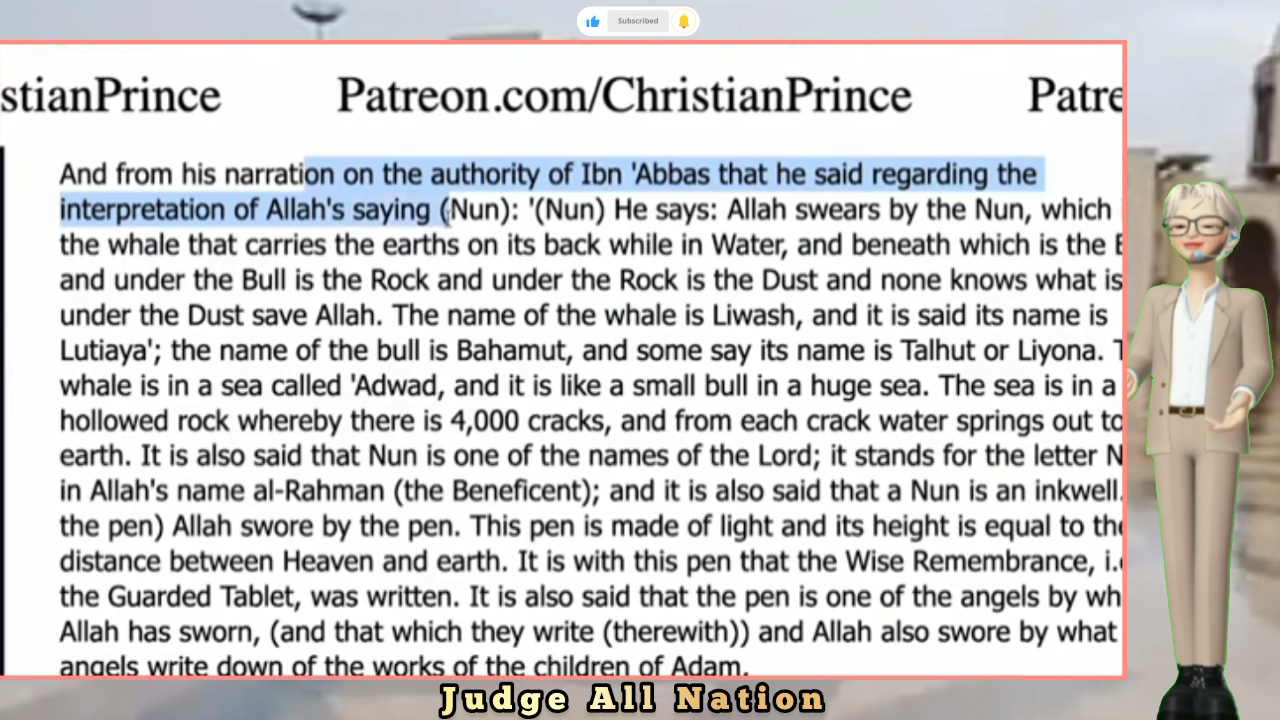 Subscribed
stianPrince Patreon.com/ChristianPrince Patre
And from his narration on the authority of Ibn 'Abbas that he said regarding the
interpretation of Allah's saying (Nun): '(Nun) He says: Allah swears by the Nun, which
the whale that carries the earths on its back while in Water, and beneath which is the
and under the Bull is the Rock and under the Rock is the Dust and none knows what is
under the Dust save Allah. The name of the whale is Liwash, and it is said its name is
Lutiaya'; the name of the bull is Bahamut, and some say its name is Talhut or Liyona.
whale is in a sea called 'Adwad, and it is like a small bull in a huge sea. The sea is in a
hollowed rock whereby there is 4,000 cracks, and from each crack water springs out to
earth. It is also said that Nun is one of the names of the Lord; it stands for the letter N
in Allah's name al-Rahman (the Beneficent); and it is also said that a Nun is an inkwell.
the pen) Allah swore by the pen. This pen is made of light and its height is equal to the
distance between Heaven and earth. It is with this pen that the Wise Remembrance, i.e
the Guarded Tablet, was written. It is also said that the pen is one of the angels by wh
Allah has sworn, (and that which they write (therewith)) and Allah also swore by what
angels write down of the works of the children of Adam.
Judge All Nation